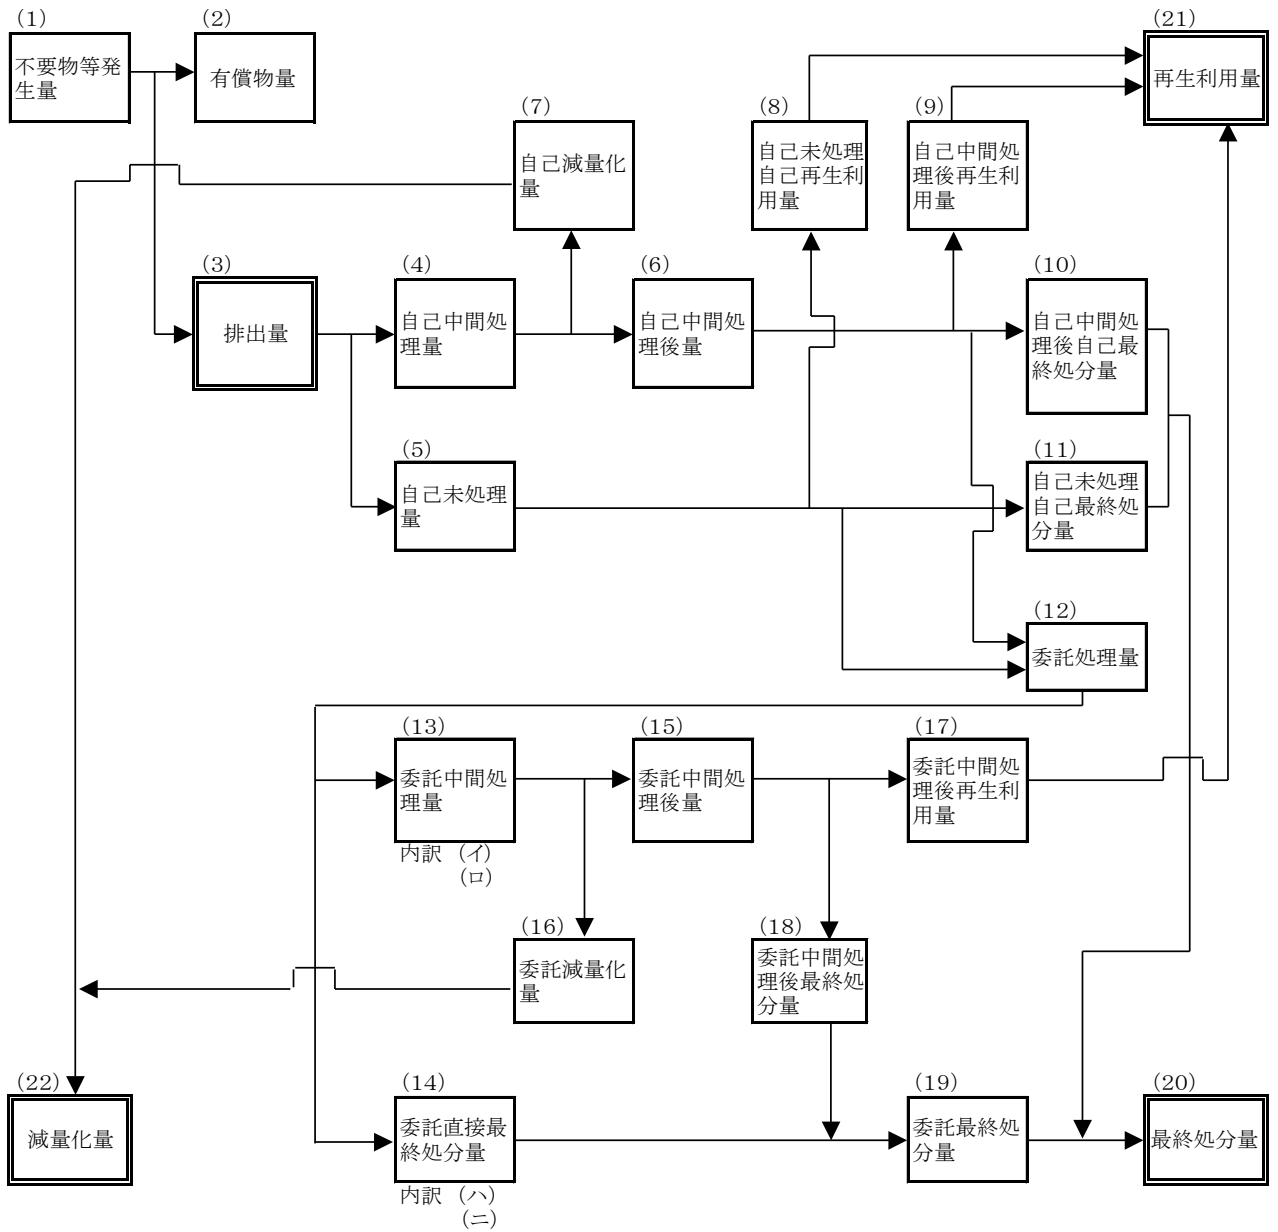 (1)
不要物等発
生量
(2)
有償物量
(21)
再生利用量
(7)
自己減量化
量
(8)
自己未処理
自己再生利
用量
(9)
自己中間処
理後再生利
用量
(3)
排出量
(4)
自己中間処
理量
(6)
自己中間処
理後量
(10)
自己中間処
理後自己最
終処分量
(5)
自己未処理
量
(11)
自己未処理
自己最終処
分量
(12)
委託処理量
(13)
委託中間処
理量
内訳 (イ)
(ロ)
(15)
委託中間処
理後量
(17)
委託中間処
理後再生利
用量
(16)
委託減量化
量
(18)
委託中間処
理後最終処
分量
(22)
減量化量
(14)
委託直接最
終処分量
内訳 (ハ)
(ニ)
(19)
委託最終処
分量
(20)
最終処分量